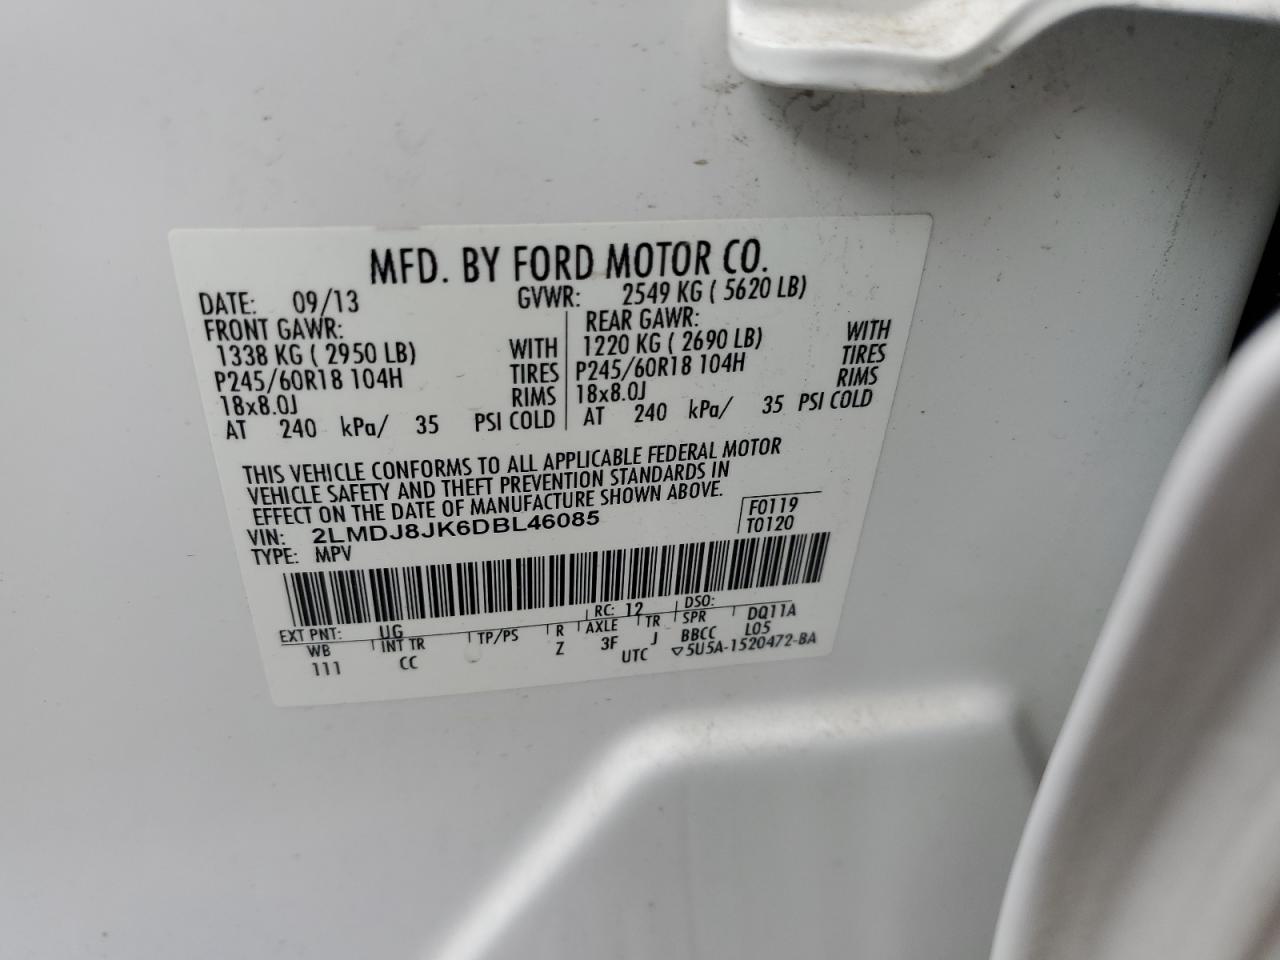 MFD. BY FORD MOTOR CO.
DATE: 09/13 GVWR: 2549 KG ( 5620 LB)
FRONT GAWR:
1338 KG ( 2950 LB) WITH
P245/60R18 104H TIRES
18x8.0J RIMS
AT 240 kPa/ 35 PSI COLD
REAR GAWR:
1220 KG ( 2690 LB) WITH
P245/60R18 104H TIRES
18x8.0J RIMS
AT 240 kPa/ 35 PSI COLD
THIS VEHICLE CONFORMS TO ALL APPLICABLE FEDERAL MOTOR
VEHICLE SAFETY AND THEFT PREVENTION STANDARDS IN
EFFECT ON THE DATE OF MANUFACTURE SHOWN ABOVE.
VIN: 2LMDJ8JK6DBL46085
TYPE: MPV
F0119
T0120
EXT PNT: UG RC: 12 DSO:
WB INT TR TP/PS R AXLE TR SPR DQ11A
111 CC Z 3F J BBCC L05
UTC ▽5U5A-1520472-BA